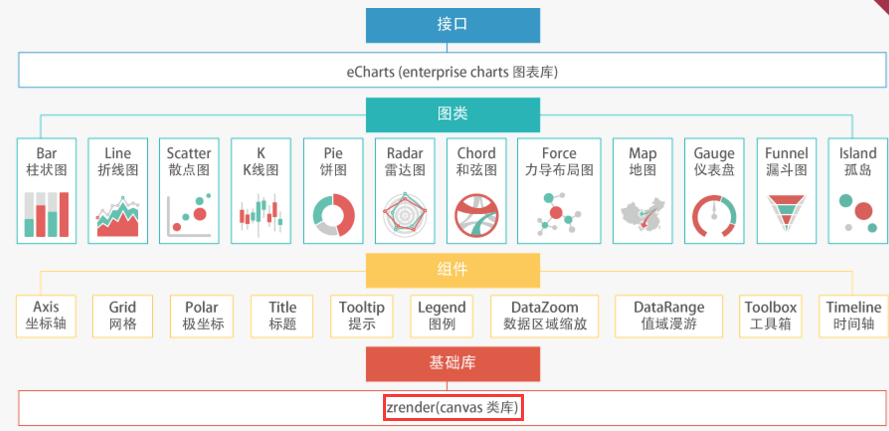 接口
eCharts (enterprise charts 图表库)
图类
Bar
柱状图
Line
折线图
Scatter
散点图
K
K线图
Pie
饼图
Radar
雷达图
Chord
和弦图
Force
力导布局图
Map
地图
Gauge
仪表盘
Funnel
漏斗图
Island
孤岛
组件
Axis
坐标轴
Grid
网格
Polar
极坐标
Title
标题
Tooltip
提示
Legend
图例
DataZoom
数据区域缩放
DataRange
值域漫游
Toolbox
工具箱
Timeline
时间轴
基础库
zrender(canvas 类库)